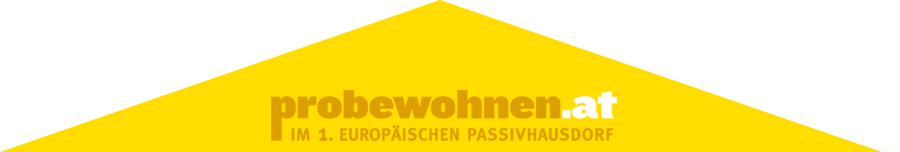 probewohnen.at
IM 1. EUROPÄISCHEN PASSIVHAUSDORF